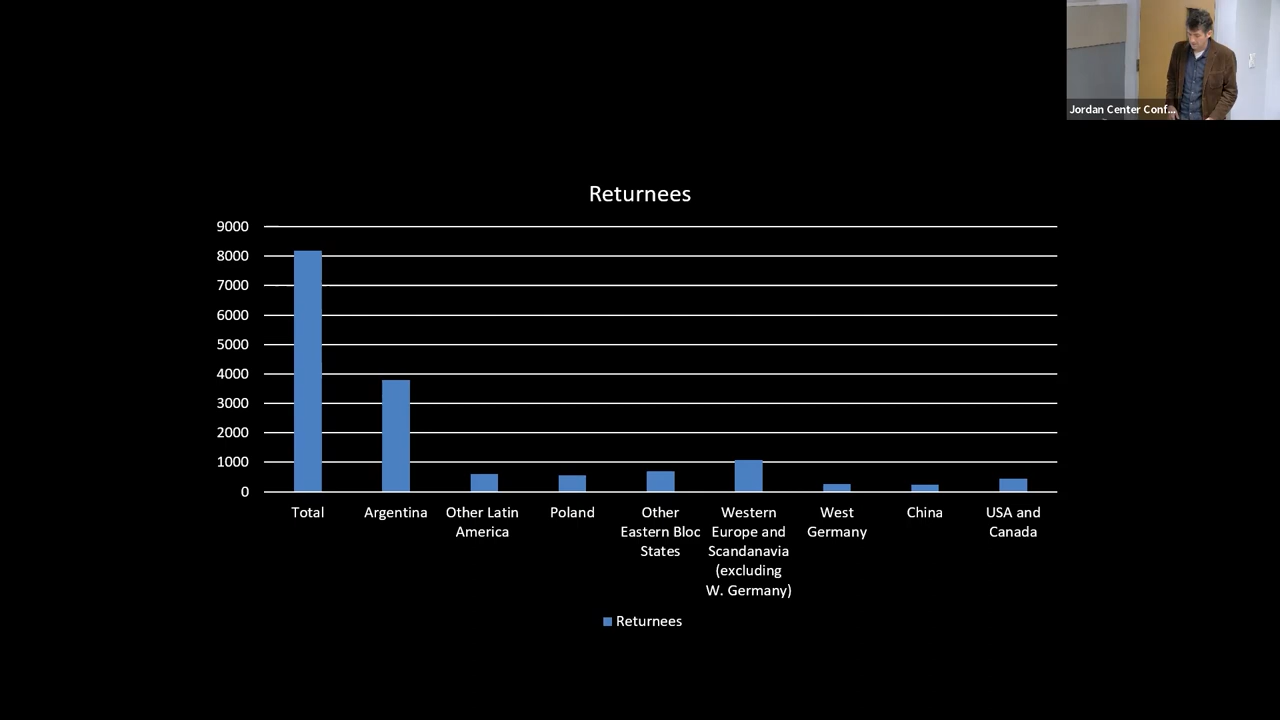 Jordan Center Conf...
Returnees
9000
8000
7000
6000
5000
4000
3000
2000
1000
0
Total
Argentina
Other Latin
America
Poland
Other
Eastern Bloc
States
Western
Europe and
Scandanavia
(excluding
W. Germany)
West
Germany
China
USA and
Canada
Returnees